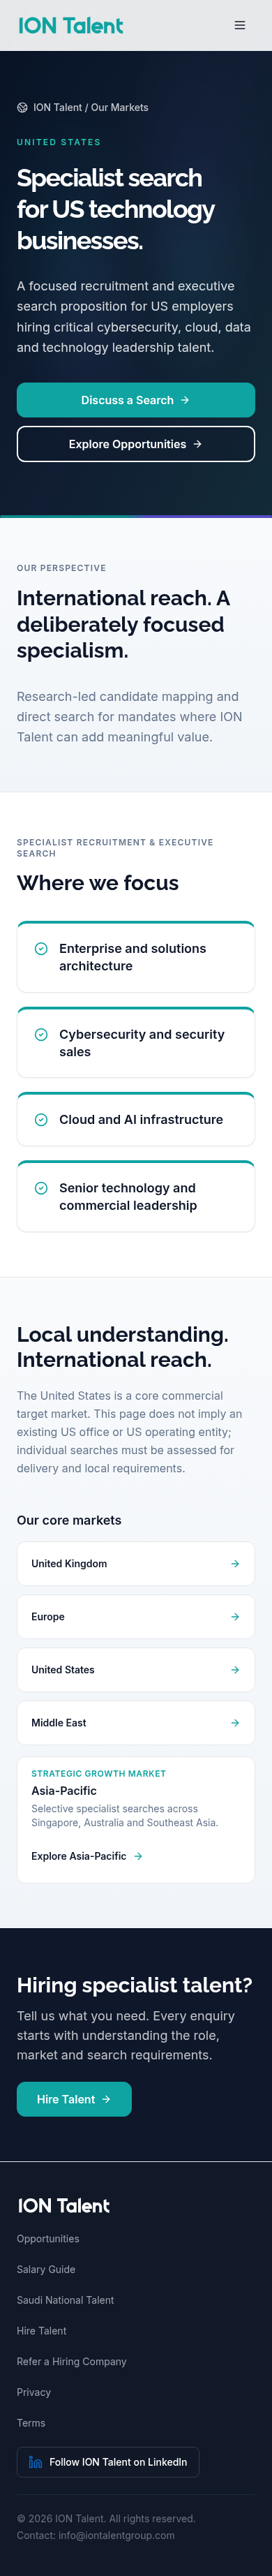 ION Talent
ION Talent / Our Markets
UNITED STATES
Specialist search
for US technology
businesses.
A focused recruitment and executive
search proposition for US employers
hiring critical cybersecurity, cloud, data
and technology leadership talent.
Discuss a Search
Explore Opportunities
OUR PERSPECTIVE
International reach. A
deliberately focused
specialism.
Research-led candidate mapping and
direct search for mandates where ION
Talent can add meaningful value.
SPECIALIST RECRUITMENT & EXECUTIVE
SEARCH
Where we focus
Enterprise and solutions
architecture
Cybersecurity and security
sales
Cloud and AI infrastructure
Senior technology and
commercial leadership
Local understanding.
International reach.
The United States is a core commercial
target market. This page does not imply an
existing US office or US operating entity;
individual searches must be assessed for
delivery and local requirements.
Our core markets
United Kingdom
Europe
United States
Middle East
STRATEGIC GROWTH MARKET
Asia-Pacific
Selective specialist searches across
Singapore, Australia and Southeast Asia.
Explore Asia-Pacific
Hiring specialist talent?
Tell us what you need. Every enquiry
starts with understanding the role,
market and search requirements.
Hire Talent
ION Talent
Opportunities
Salary Guide
Saudi National Talent
Hire Talent
Refer a Hiring Company
Privacy
Terms
Follow ION Talent on LinkedIn
© 2026 ION Talent. All rights reserved.
Contact: info@iontalentgroup.com